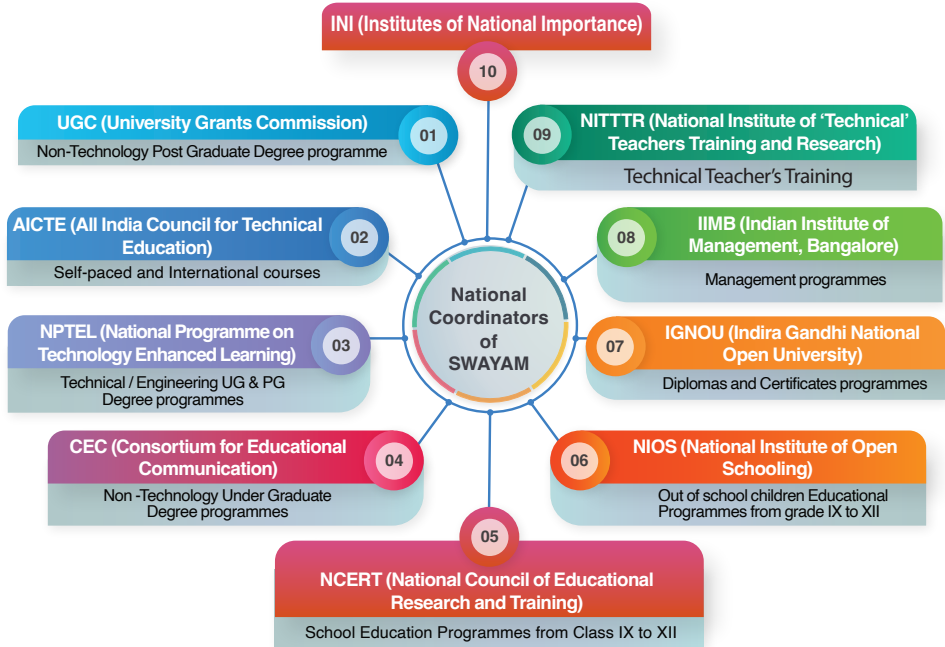 INI (Institutes of National Importance)
10
UGC (University Grants Commission)
01
Non-Technology Post Graduate Degree programme
AICTE (All India Council for Technical
Education)
02
Self-paced and International courses
NPTEL (National Programme on
Technology Enhanced Learning)
03
Technical / Engineering UG & PG
Degree programmes
CEC (Consortium for Educational
Communication)
04
Non -Technology Under Graduate
Degree programmes
05
NCERT (National Council of Educational
Research and Training)
School Education Programmes from Class IX to XII
06
NIOS (National Institute of Open
Schooling)
Out of school children Educational
Programmes from grade IX to XII
07
IGNOU (Indira Gandhi National
Open University)
Diplomas and Certificates programmes
08
IIMB (Indian Institute of
Management, Bangalore)
Management programmes
09
NITTTR (National Institute of ‘Technical’
Teachers Training and Research)
Technical Teacher’s Training
National
Coordinators
of
SWAYAM